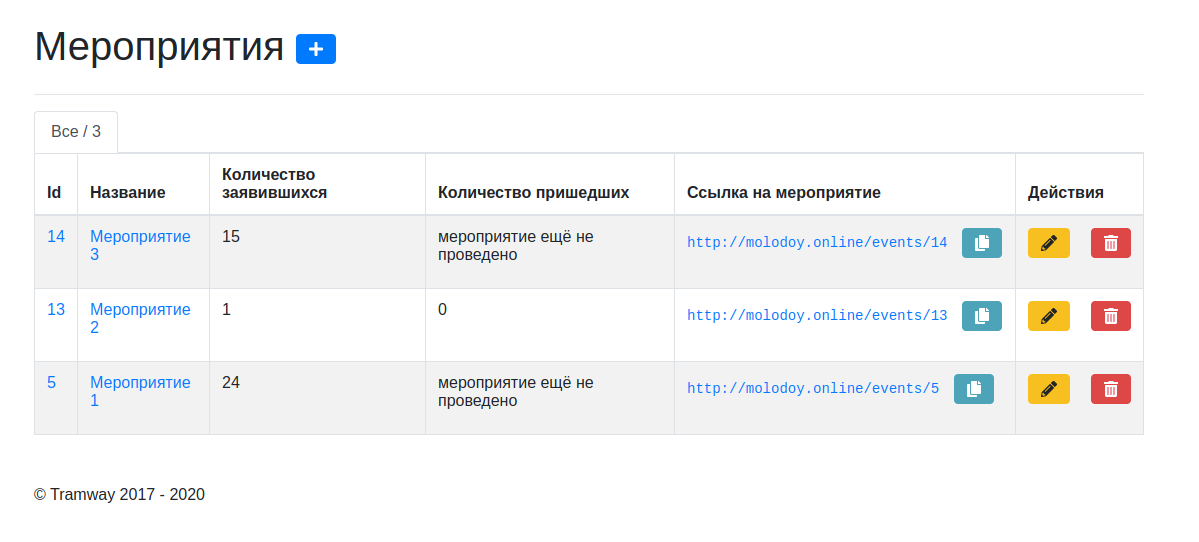 Мероприятия
Все / 3
Id Название Количество заявившихся Количество пришедших Ссылка на мероприятие Действия
14 Мероприятие 3 15 мероприятие ещё не проведено http://molodoy.online/events/14
13 Мероприятие 2 1 0 http://molodoy.online/events/13
5 Мероприятие 1 24 мероприятие ещё не проведено http://molodoy.online/events/5
© Tramway 2017 - 2020